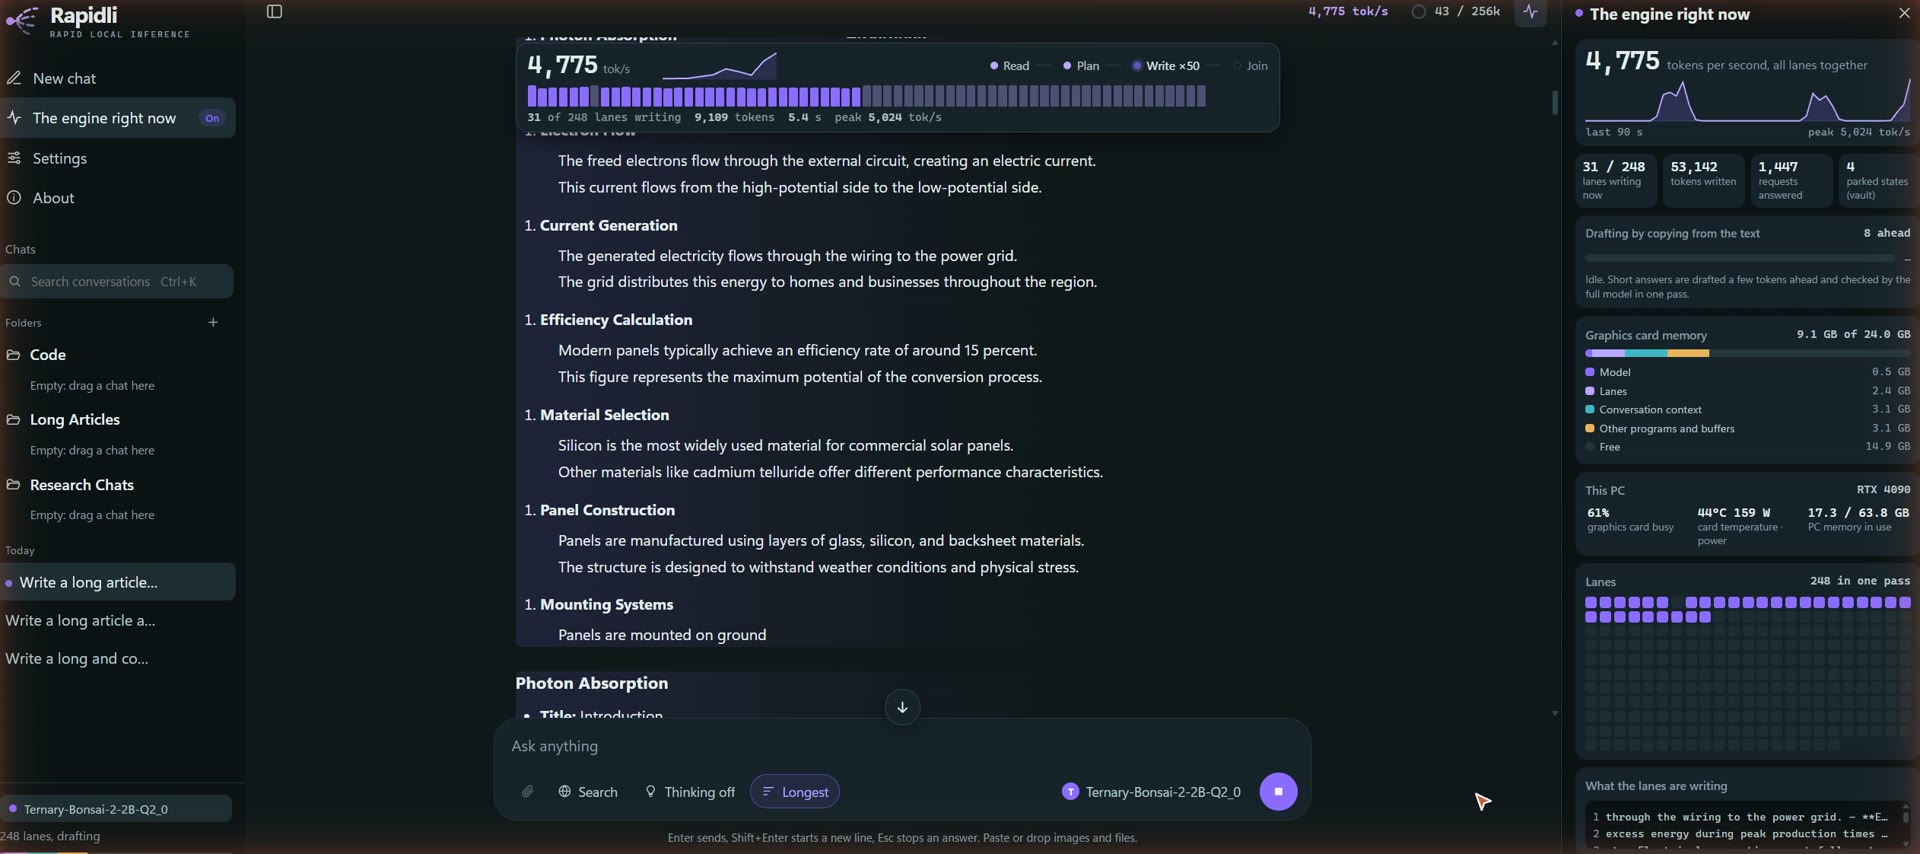 Rapidli
RAPID LOCAL INFERENCE
New chat
The engine right now On
Settings
About
Chats
Search conversations Ctrl+K
Folders +
Code
Empty: drag a chat here
Long Articles
Empty: drag a chat here
Research Chats
Empty: drag a chat here
Today
Write a long article...
Write a long article a...
Write a long and co...
Ternary-Bonsai-2-2B-Q2_0
248 lanes, drafting
4,775 tok/s 43 / 256k
1. Photon Absorption
4,775 tok/s
Read Plan Write ×50 Join
31 of 248 lanes writing 9,109 tokens 5.4 s peak 5,024 tok/s
1. Electron Flow
The freed electrons flow through the external circuit, creating an electric current.
This current flows from the high-potential side to the low-potential side.
1. Current Generation
The generated electricity flows through the wiring to the power grid.
The grid distributes this energy to homes and businesses throughout the region.
1. Efficiency Calculation
Modern panels typically achieve an efficiency rate of around 15 percent.
This figure represents the maximum potential of the conversion process.
1. Material Selection
Silicon is the most widely used material for commercial solar panels.
Other materials like cadmium telluride offer different performance characteristics.
1. Panel Construction
Panels are manufactured using layers of glass, silicon, and backsheet materials.
The structure is designed to withstand weather conditions and physical stress.
1. Mounting Systems
Panels are mounted on ground
Photon Absorption
• Title: Introduction
Ask anything
Search Thinking off Longest T Ternary-Bonsai-2-2B-Q2_0
Enter sends, Shift+Enter starts a new line, Esc stops an answer. Paste or drop images and files.
The engine right now
4,775 tokens per second, all lanes together
last 90 s peak 5,024 tok/s
31 / 248 53,142 1,447 4
lanes writing tokens written requests parked states
now answered (vault)
Drafting by copying from the text 8 ahead
–
Idle. Short answers are drafted a few tokens ahead and checked by the
full model in one pass.
Graphics card memory 9.1 GB of 24.0 GB
Model 0.5 GB
Lanes 2.4 GB
Conversation context 3.1 GB
Other programs and buffers 3.1 GB
Free 14.9 GB
This PC RTX 4090
61% 44°C 159 W 17.3 / 63.8 GB
graphics card busy card temperature · PC memory in use
power
Lanes 248 in one pass
What the lanes are writing
1 through the wiring to the power grid. – **E…
2 excess energy during peak production times …